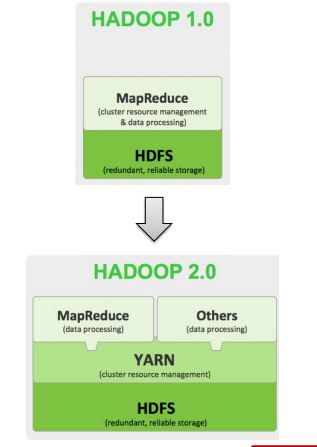 HADOOP 1.0
MapReduce
(cluster resource management
& data processing)
HDFS
(redundant, reliable storage)
HADOOP 2.0
MapReduce
(data processing)
Others
(data processing)
YARN
(cluster resource management)
HDFS
(redundant, reliable storage)